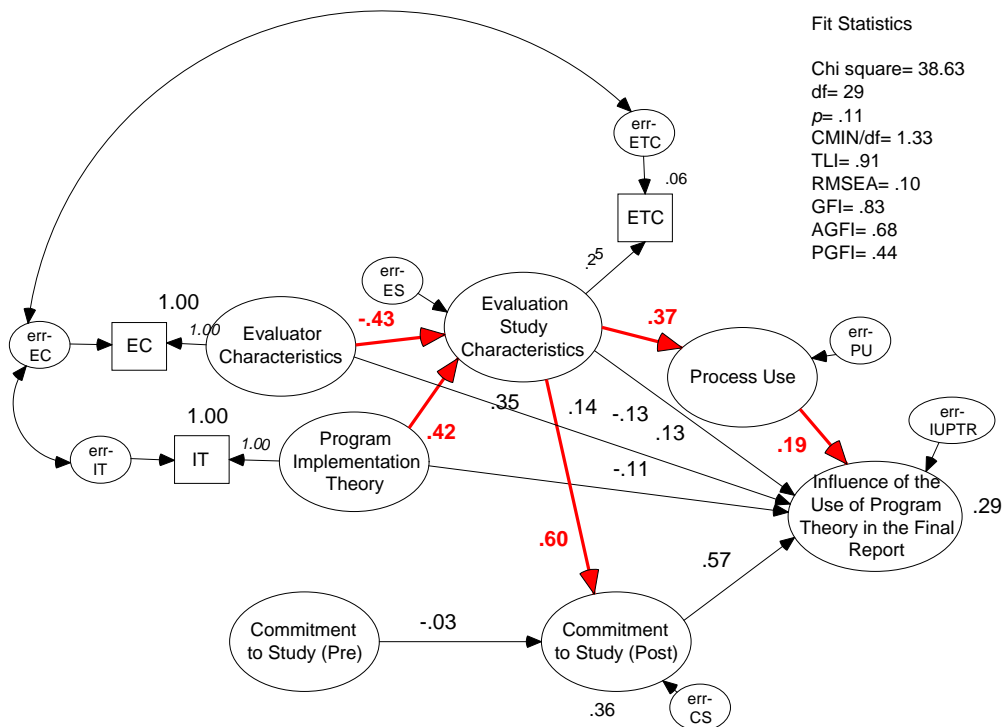 Fit Statistics
Chi square= 38.63
df= 29
p= .11
CMIN/df= 1.33
TLI= .91
RMSEA= .10
GFI= .83
AGFI= .68
PGFI= .44
err-
ETC
.06
ETC
.25
err-
ES
1.00
err-
EC
EC
1.00
Evaluator
Characteristics
-.43
Evaluation
Study
Characteristics
.37
err-
PU
Process Use
.35
.14
-.13
.13
.42
1.00
err-
IT
IT
1.00
Program
Implementation
Theory
-.11
.19
err-
IUPTR
Influence of the
Use of Program
Theory in the Final
Report
.29
.60
.57
Commitment
to Study (Pre)
-.03
Commitment
to Study (Post)
.36
err-
CS